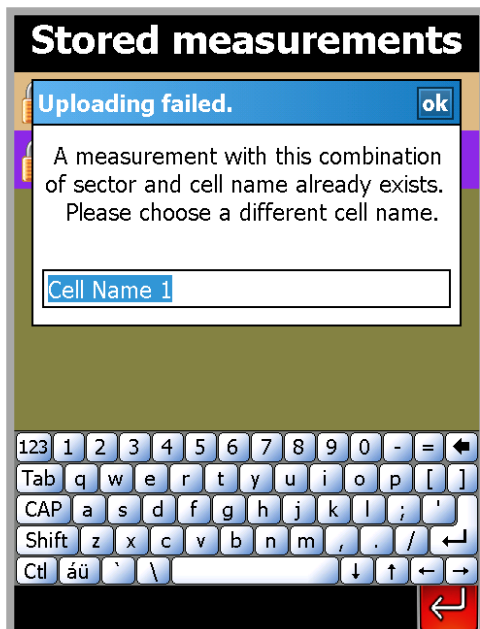 Stored measurements
Uploading failed. ok
A measurement with this combination
of sector and cell name already exists.
Please choose a different cell name.
Cell Name 1
123 1 2 3 4 5 6 7 8 9 0 - = 🡄
Tab q w e r t y u i o p [ ]
CAP a s d f g h j k l ; '
Shift z x c v b n m , . / ↵
Ctl áü ` \ ↓ ↑ ← →